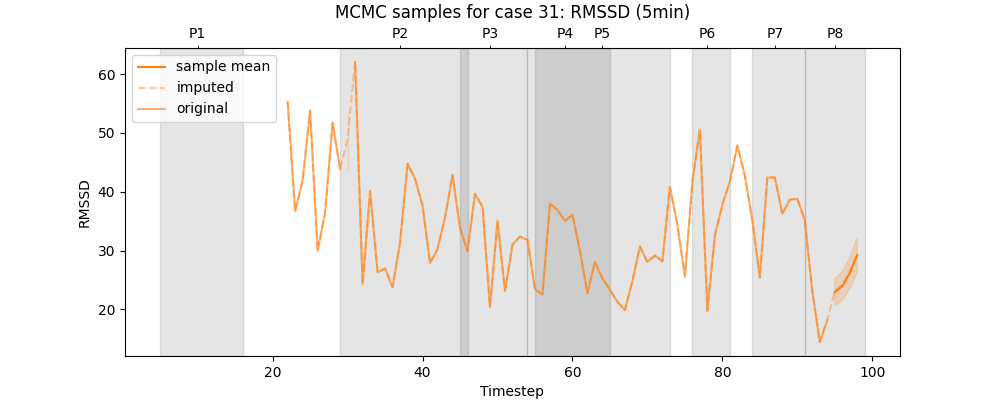 MCMC samples for case 31: RMSSD (5min)
P1 P2 P3 P4 P5 P6 P7 P8
sample mean
imputed
original
60
50
40
30
20
RMSSD
20 40 60 80 100
Timestep